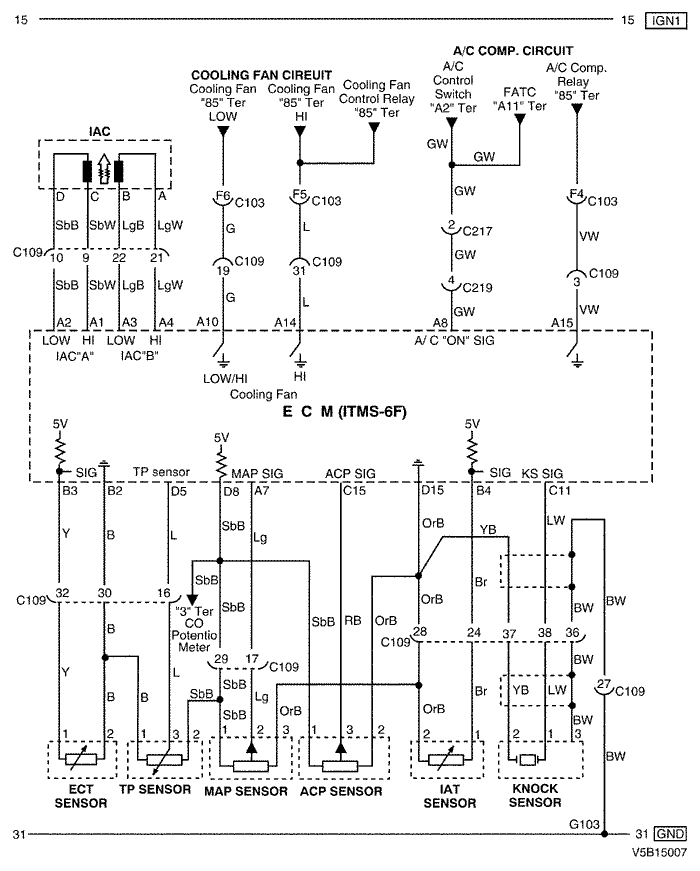 15 15 IGN1
A/C COMP. CIRCUIT
COOLING FAN CIREUIT
Cooling Fan "85" Ter LOW
Cooling Fan "85" Ter HI
Cooling Fan Control Relay "85" Ter
A/C Control Switch "A2" Ter
FATC "A11" Ter
A/C Comp. Relay "85" Ter
IAC
GW GW
D C B A
F6 C103 F5 C103 GW F4 C103
SbB SbW LgB LgW G L 2 C217 VW
C109 10 9 22 21 19 C109 31 C109 GW 3 C109
4 C219
SbB SbW LgB LgW G L GW VW
A2 A1 A3 A4 A10 A14 A8 A15
LOW HI LOW HI A/ C "ON" SIG
IAC"A" IAC"B"
LOW/HI HI
Cooling Fan
E C M (ITMS-6F)
5V 5V
SIG TP sensor MAP SIG ACP SIG SIG KS SIG
B3 B2 D5 D8 A7 C15 D15 B4 C11
Y B L SbB Lg OrB YB LW
SbB SbB SbB RB OrB OrB Br BW BW
C109 32 30 16
"3" Ter CO Potentio Meter
C109 28 24 37 38 36
B 29 17 C109 BW
Y B B L SbB SbB Lg OrB OrB Br YB LW 27 C109
SbB BW
1 2 1 3 2 1 2 3 1 3 2 2 1 2 1 3
BW
ECT SENSOR
TP SENSOR
MAP SENSOR
ACP SENSOR
IAT SENSOR
KNOCK SENSOR
G103
31 31 GND
V5B15007